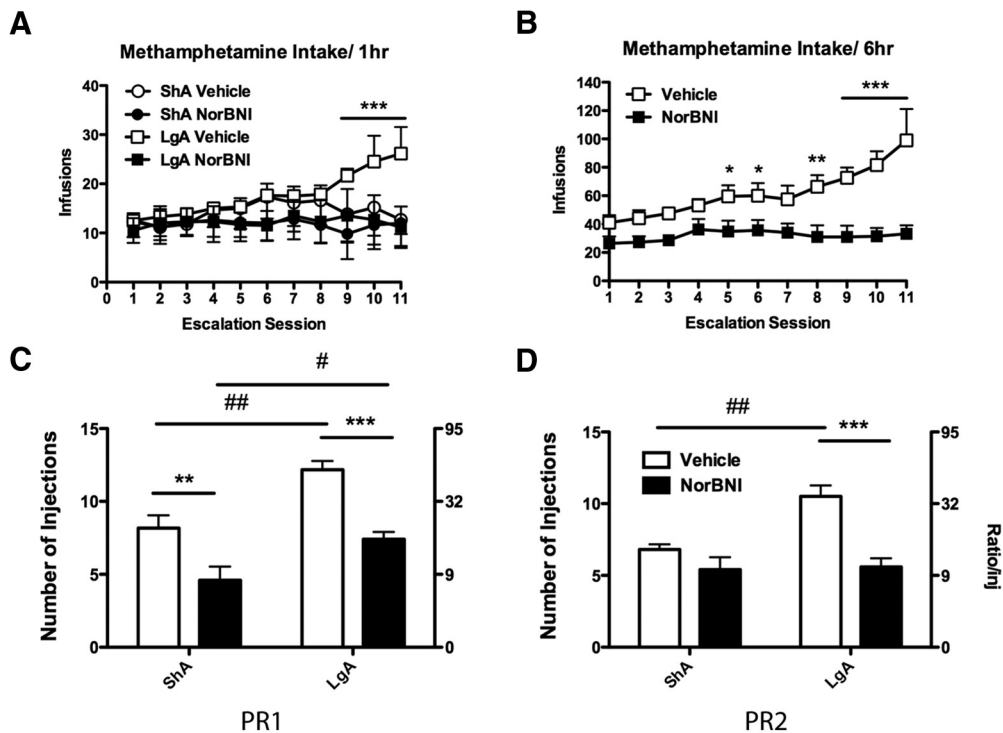 A
Methamphetamine Intake/ 1hr
40
30
20
10
0
Infusions
ShA Vehicle
ShA NorBNI
LgA Vehicle
LgA NorBNI
***
0 1 2 3 4 5 6 7 8 9 10 11
Escalation Session
B
Methamphetamine Intake/ 6hr
140
120
100
80
60
40
20
0
Infusions
Vehicle
NorBNI
* * ** ***
1 2 3 4 5 6 7 8 9 10 11
Escalation Session
C
#
##
***
**
15
10
5
0
Number of Injections
95
32
9
0
ShA LgA
PR1
D
##
***
15
10
5
0
Number of Injections
Vehicle
NorBNI
95
32
9
0
Ratio/inj
ShA LgA
PR2